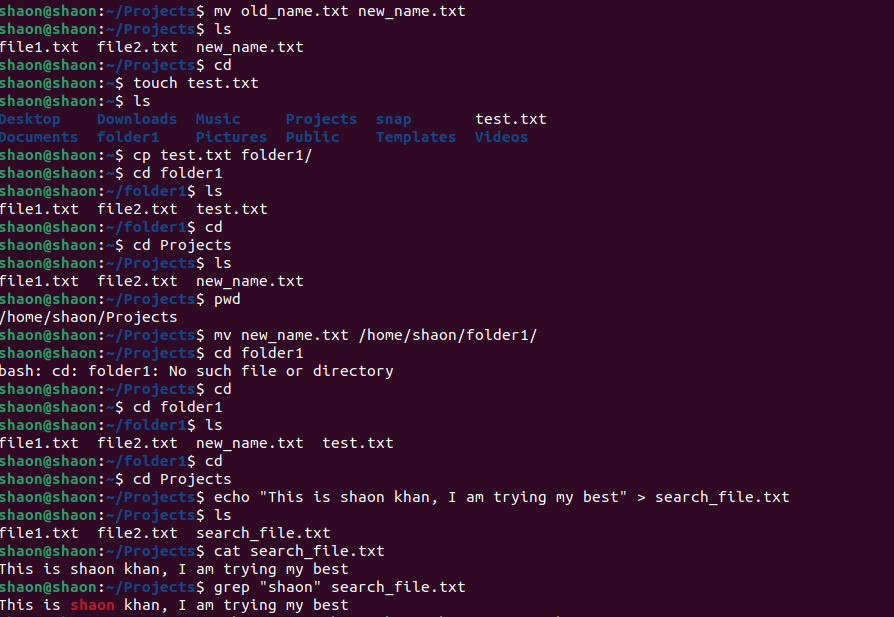 shaon@shaon:~/Projects$ mv old_name.txt new_name.txt
shaon@shaon:~/Projects$ ls
file1.txt  file2.txt  new_name.txt
shaon@shaon:~/Projects$ cd
shaon@shaon:~$ touch test.txt
shaon@shaon:~$ ls
Desktop    Downloads  Music     Projects  snap       test.txt
Documents  folder1    Pictures  Public    Templates  Videos
shaon@shaon:~$ cp test.txt folder1/
shaon@shaon:~$ cd folder1
shaon@shaon:~/folder1$ ls
file1.txt  file2.txt  test.txt
shaon@shaon:~/folder1$ cd
shaon@shaon:~$ cd Projects
shaon@shaon:~/Projects$ ls
file1.txt  file2.txt  new_name.txt
shaon@shaon:~/Projects$ pwd
/home/shaon/Projects
shaon@shaon:~/Projects$ mv new_name.txt /home/shaon/folder1/
shaon@shaon:~/Projects$ cd folder1
bash: cd: folder1: No such file or directory
shaon@shaon:~/Projects$ cd
shaon@shaon:~$ cd folder1
shaon@shaon:~/folder1$ ls
file1.txt  file2.txt  new_name.txt  test.txt
shaon@shaon:~/folder1$ cd
shaon@shaon:~$ cd Projects
shaon@shaon:~/Projects$ echo "This is shaon khan, I am trying my best" > search_file.txt
shaon@shaon:~/Projects$ ls
file1.txt  file2.txt  search_file.txt
shaon@shaon:~/Projects$ cat search_file.txt
This is shaon khan, I am trying my best
shaon@shaon:~/Projects$ grep "shaon" search_file.txt
This is shaon khan, I am trying my best